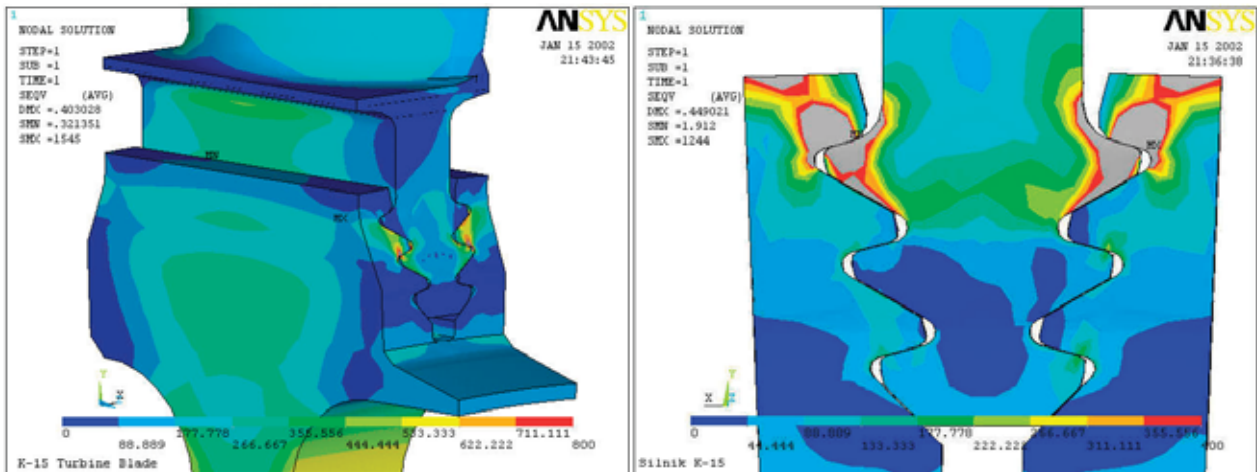 1
NODAL SOLUTION
STEP=1
SUB =1
TIME=1
SEQV (AVG)
DMX =.403028
SMN =.321351
SMX =1545
ANSYS
JAN 15 2002
21:43:45
MN
MX
Y
Z
0 177.778 355.556 533.333 711.111
88.889 266.667 444.444 622.222 800
K-15 Turbine Blade
1
NODAL SOLUTION
STEP=1
SUB =1
TIME=1
SEQV (AVG)
DMX =.449021
SMN =1.912
SMX =1244
ANSYS
JAN 15 2002
21:36:38
MX
Y
X Z
0 88.889 177.778 266.667 355.556
44.444 133.333 222.222 311.111 400
Silnik K-15